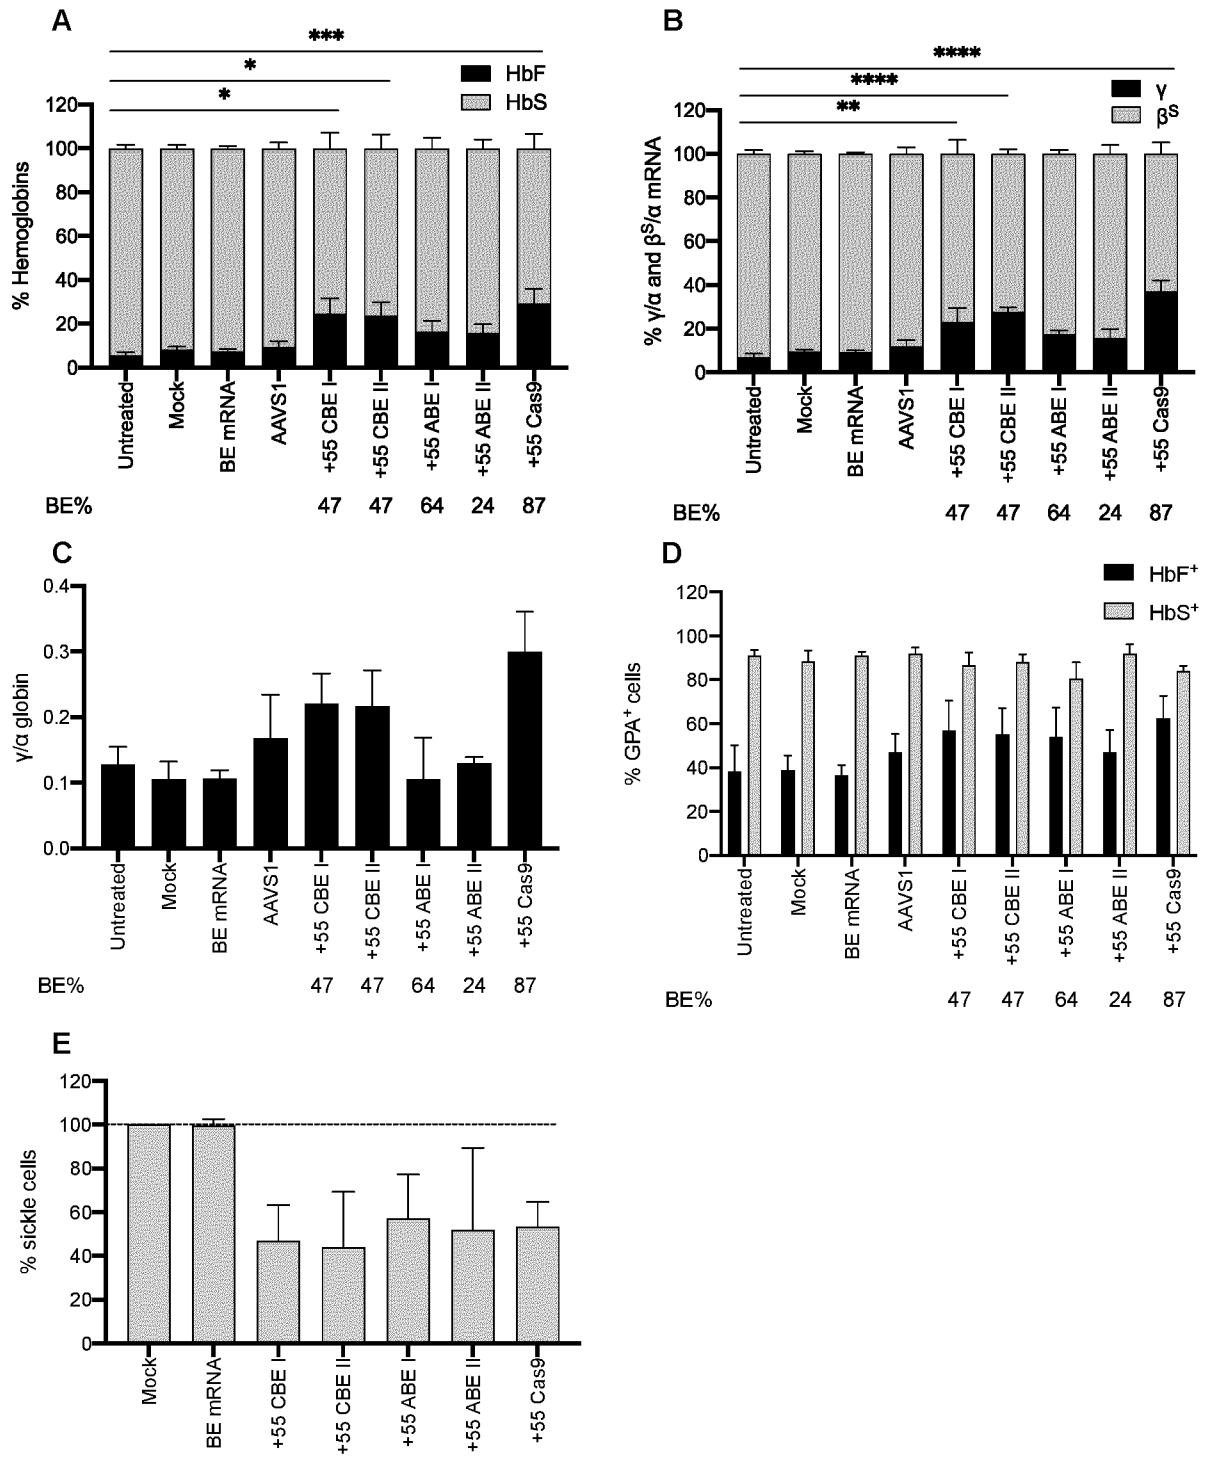 A
***
*
*
HbF
HbS
% Hemoglobins
120
100
80
60
40
20
0
Untreated
Mock
BE mRNA
AAVS1
+55 CBE I
+55 CBE II
+55 ABE I
+55 ABE II
+55 Cas9
BE% 47 47 64 24 87
B
****
****
**
γ
βS
% γ/α and βS/α mRNA
120
100
80
60
40
20
0
Untreated
Mock
BE mRNA
AAVS1
+55 CBE I
+55 CBE II
+55 ABE I
+55 ABE II
+55 Cas9
BE% 47 47 64 24 87
C
γ/α globin
0.4
0.3
0.2
0.1
0.0
Untreated
Mock
BE mRNA
AAVS1
+55 CBE I
+55 CBE II
+55 ABE I
+55 ABE II
+55 Cas9
BE% 47 47 64 24 87
D
HbF+
HbS+
% GPA+ cells
120
100
80
60
40
20
0
Untreated
Mock
BE mRNA
AAVS1
+55 CBE I
+55 CBE II
+55 ABE I
+55 ABE II
+55 Cas9
BE% 47 47 64 24 87
E
% sickle cells
120
100
80
60
40
20
0
Mock
BE mRNA
+55 CBE I
+55 CBE II
+55 ABE I
+55 ABE II
+55 Cas9